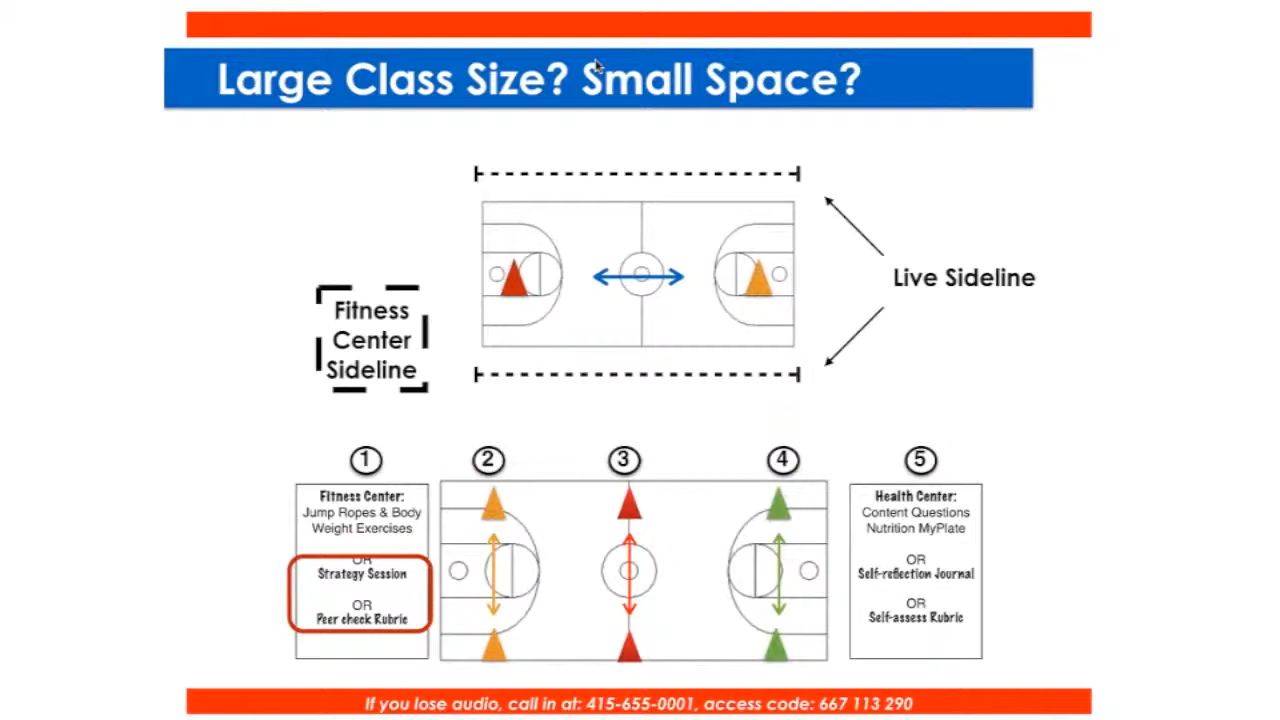 Large Class Size? Small Space?
Live Sideline
Fitness
Center
Sideline
1
2
3
4
5
Fitness Center:
Jump Ropes & Body
Weight Exercises
OR
Strategy Session
OR
Peer check Rubric
Health Center:
Content Questions
Nutrition MyPlate
OR
Self-reflection Journal
OR
Self-assess Rubric
If you lose audio, call in at: 415-655-0001, access code: 667 113 290